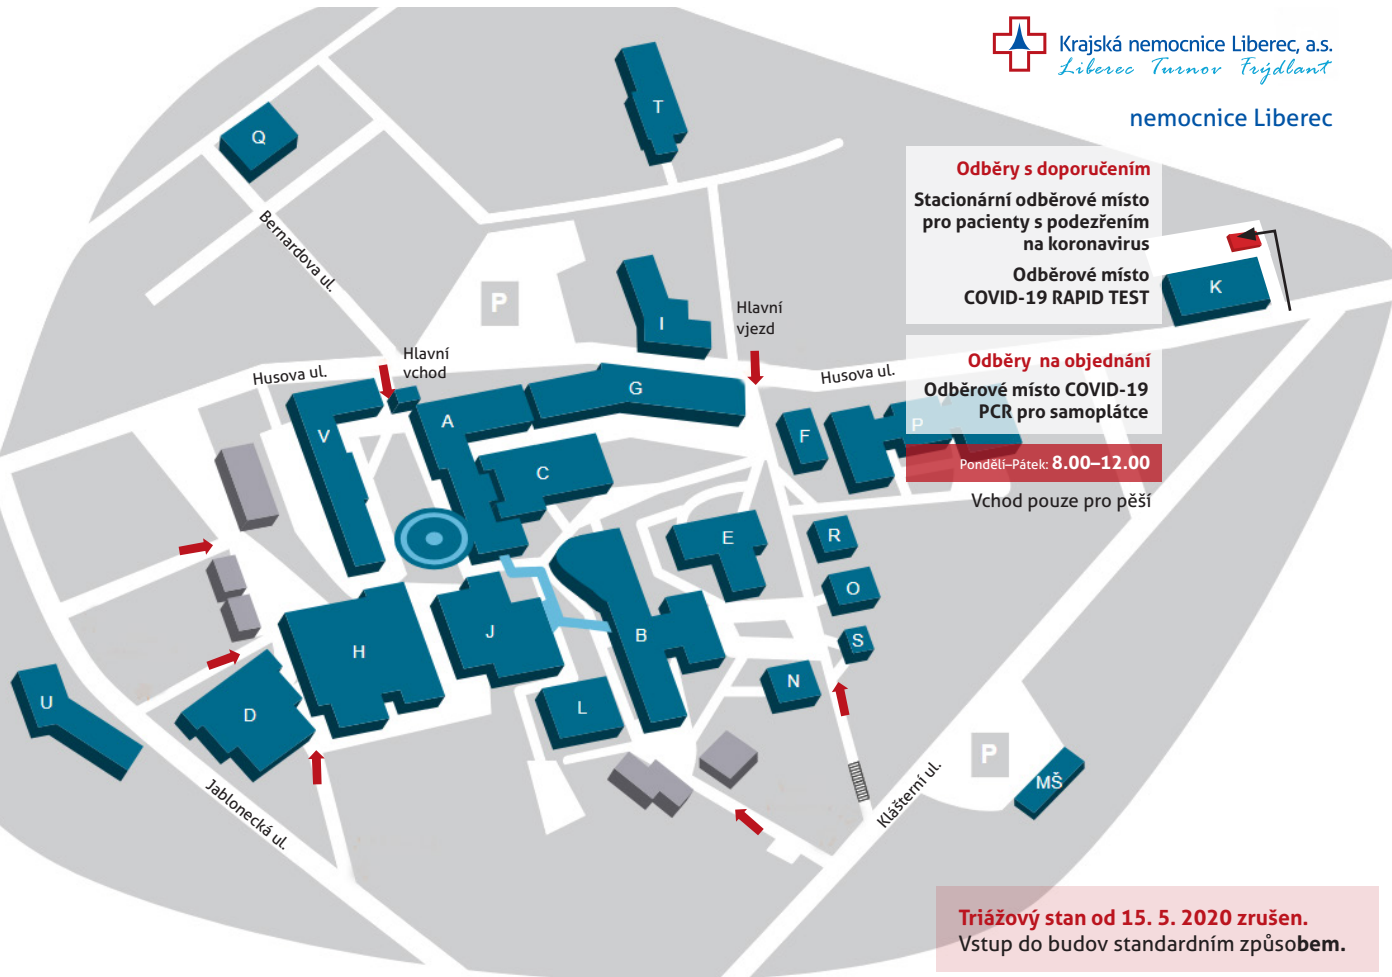 Krajská nemocnice Liberec, a.s.
Liberec Turnov Frýdlant
nemocnice Liberec
Odběry s doporučením
Stacionární odběrové místo
pro pacienty s podezřením
na koronavirus
Odběrové místo
COVID-19 RAPID TEST
Odběry na objednání
Odběrové místo COVID-19
PCR pro samoplátce
Pondělí–Pátek: 8.00–12.00
Vchod pouze pro pěší
T
Q
Bernardova ul.
P
I
Hlavní
vjezd
K
Hlavní
vchod
Husova ul.
Husova ul.
G
V
A
F
P
C
E
R
O
S
B
J
H
N
L
D
U
P
MŠ
Jablonecká ul.
Klášterní ul.
Triážový stan od 15. 5. 2020 zrušen.
Vstup do budov standardním způsobem.